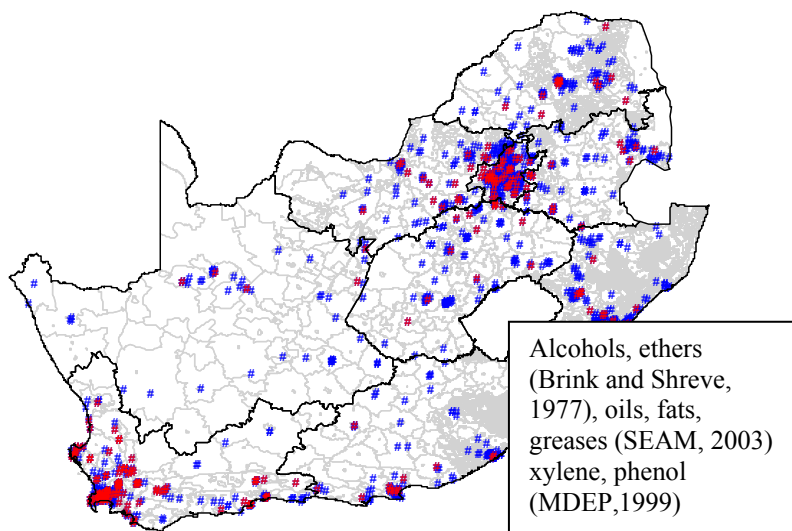 Alcohols, ethers
(Brink and Shreve,
1977), oils, fats,
greases (SEAM, 2003)
xylene, phenol
(MDEP,1999)